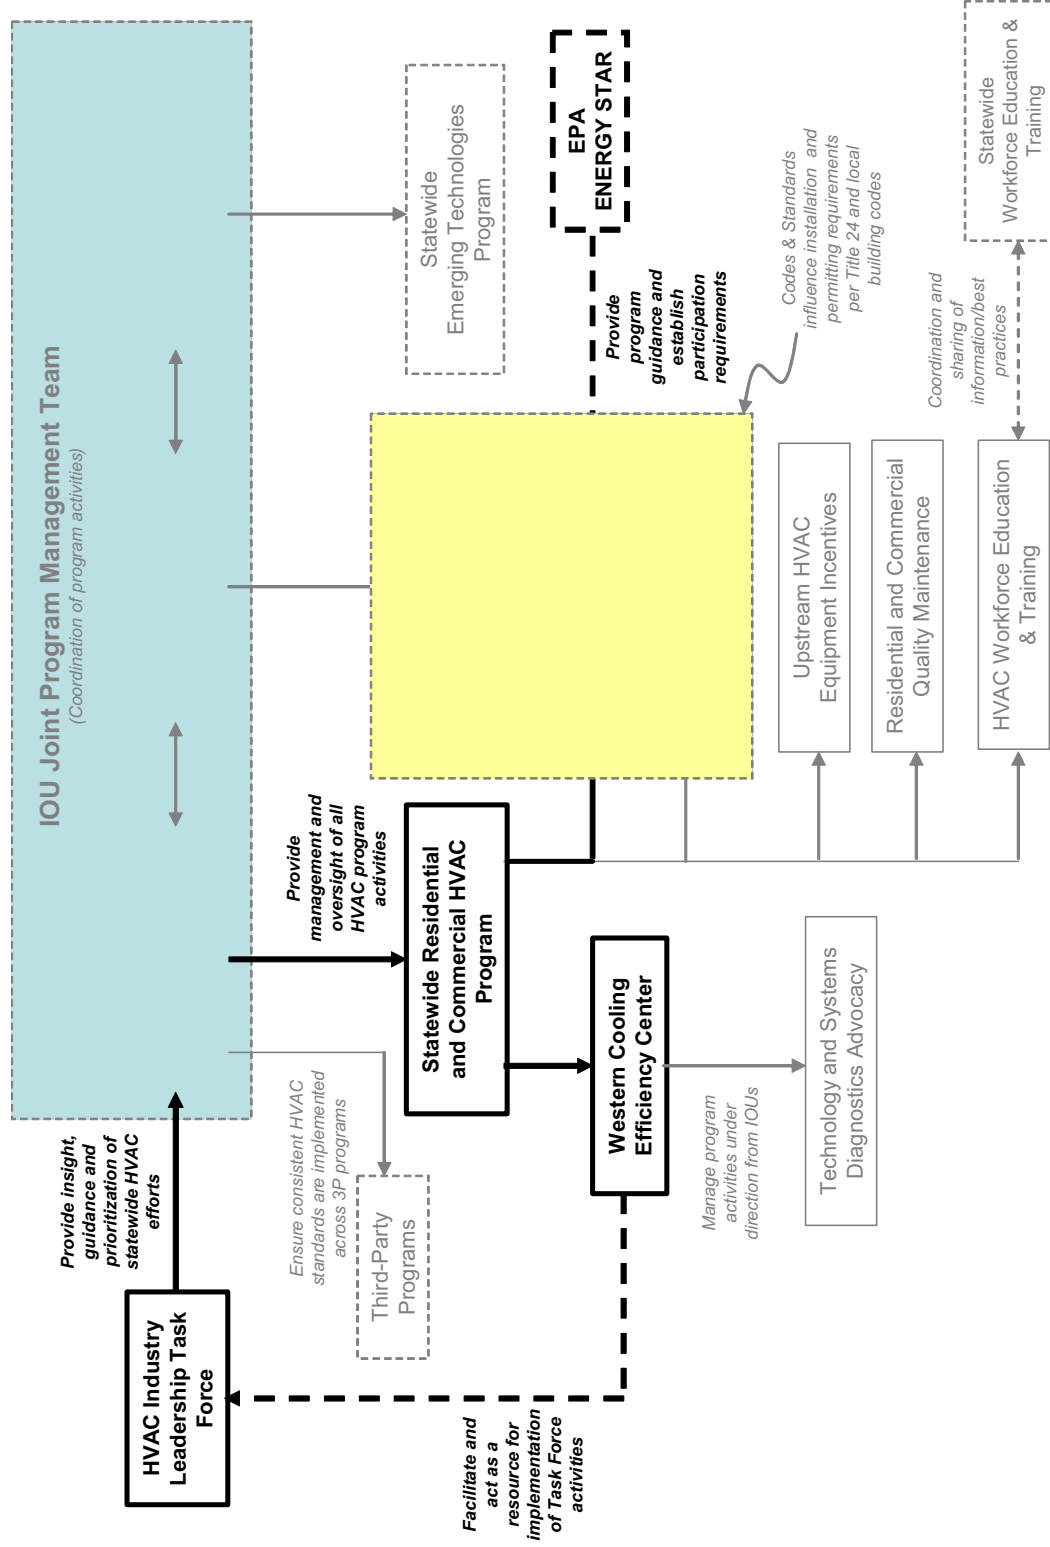 IOU Joint Program Management Team
(Coordination of program activities)
Provide insight,
guidance and
prioritization of
statewide HVAC
efforts
HVAC Industry
Leadership Task
Force
Ensure consistent HVAC
standards are implemented
across 3P programs
Third-Party
Programs
Provide
management and
oversight of all
HVAC program
activities
Statewide Residential
and Commercial HVAC
Program
Statewide
Emerging Technologies
Program
Facilitate and
act as a
resource for
implementation
of Task Force
activities
Western Cooling
Efficiency Center
EPA
ENERGY STAR
Provide
program
guidance and
establish
participation
requirements
Manage program
activities under
direction from IOUs
Technology and Systems
Diagnostics Advocacy
Codes & Standards
influence installation and
permitting requirements
per Title 24 and local
building codes
Upstream HVAC
Equipment Incentives
Residential and Commercial
Quality Maintenance
HVAC Workforce Education
& Training
Coordination and
sharing of
information/best
practices
Statewide
Workforce Education &
Training